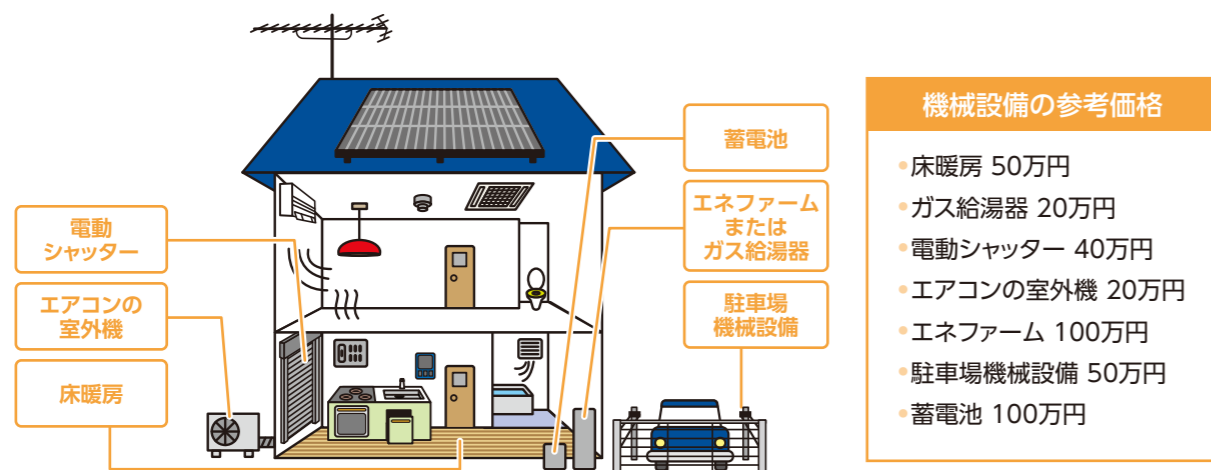 電動
シャッター
エアコンの
室外機
床暖房
蓄電池
エネファーム
または
ガス給湯器
駐車場
機械設備
機械設備の参考価格
•床暖房 50万円
•ガス給湯器 20万円
•電動シャッター 40万円
•エアコンの室外機 20万円
•エネファーム 100万円
•駐車場機械設備 50万円
•蓄電池 100万円